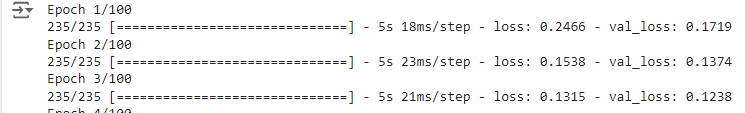 Epoch 1/100
235/235 [==============================] - 5s 18ms/step - loss: 0.2466 - val_loss: 0.1719
Epoch 2/100
235/235 [==============================] - 5s 23ms/step - loss: 0.1538 - val_loss: 0.1374
Epoch 3/100
235/235 [==============================] - 5s 21ms/step - loss: 0.1315 - val_loss: 0.1238
Epoch 4/100